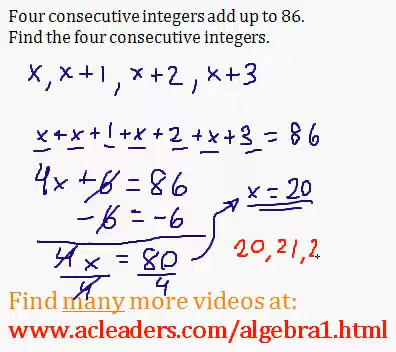 Four consecutive integers add up to 86.
Find the four consecutive integers.
x, x+1, x+2, x+3
x+x+1+x+2+x+3=86
4x+6=86
-6=-6
x=20
4x=80
4 4
20,21,2
Find many more videos at:
www.acleaders.com/algebra1.html